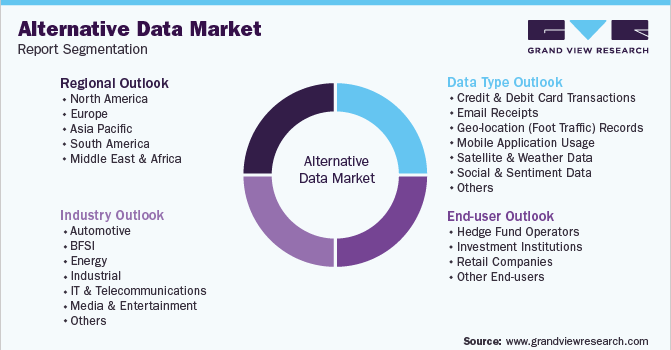 Alternative Data Market
Report Segmentation
GRAND VIEW RESEARCH
Regional Outlook
• North America
• Europe
• Asia Pacific
• South America
• Middle East & Africa
Data Type Outlook
• Credit & Debit Card Transactions
• Email Receipts
• Geo-location (Foot Traffic) Records
• Mobile Application Usage
• Satellite & Weather Data
• Social & Sentiment Data
• Others
Alternative
Data Market
Industry Outlook
• Automotive
• BFSI
• Energy
• Industrial
• IT & Telecommunications
• Media & Entertainment
• Others
End-user Outlook
• Hedge Fund Operators
• Investment Institutions
• Retail Companies
• Other End-users
Source: www.grandviewresearch.com